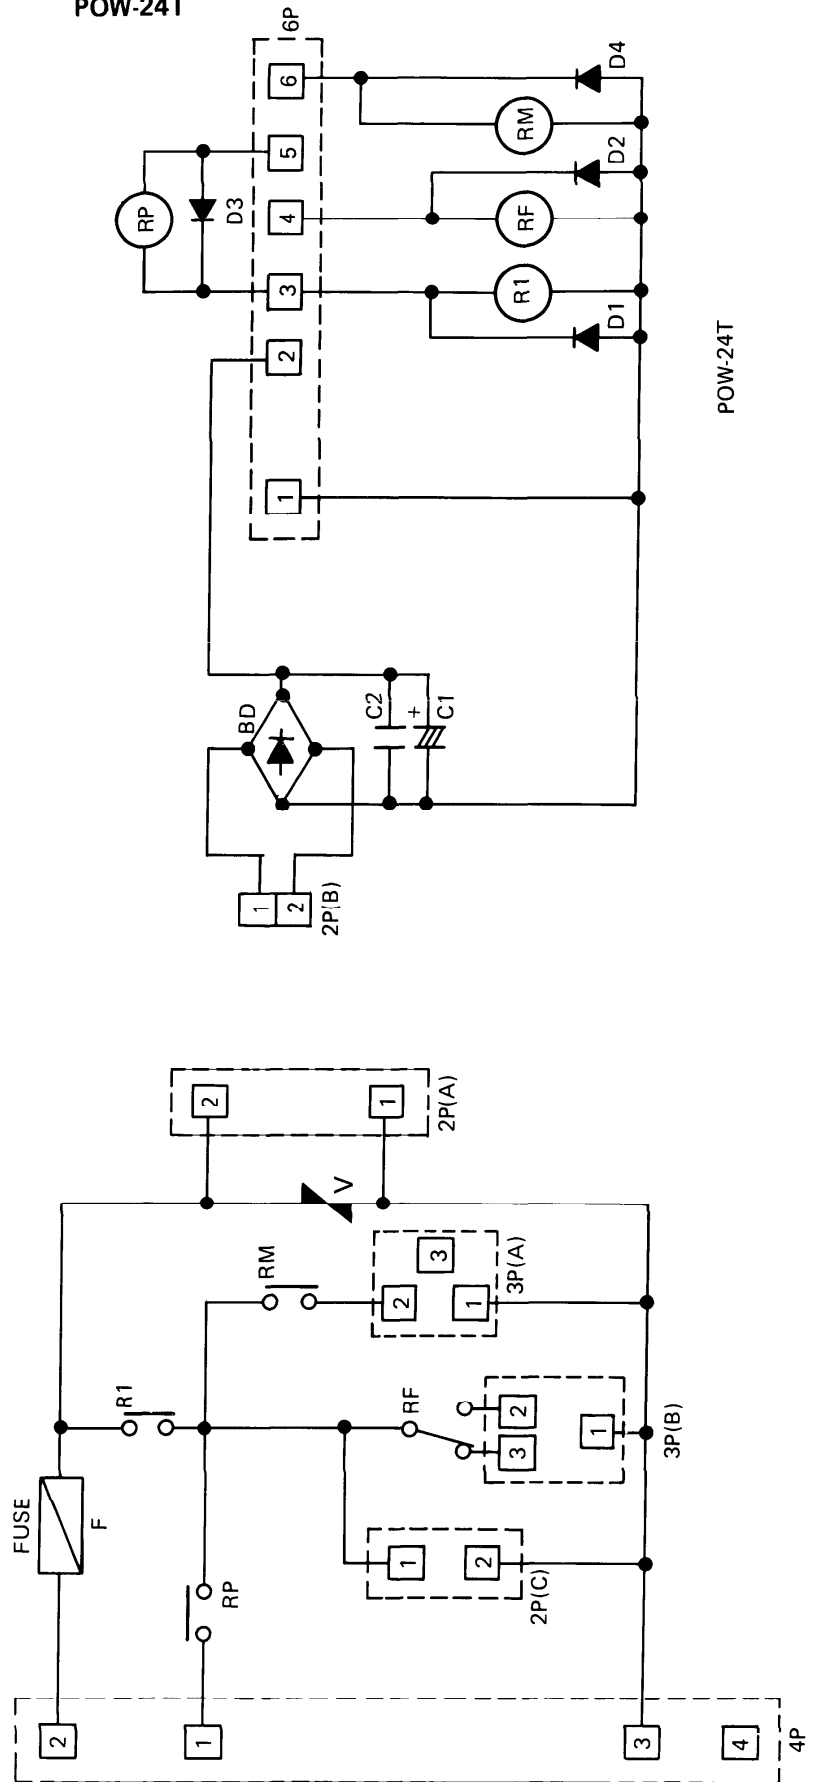 POW-24T
6P
6
5
4
3
2
1
RP
D3
D4
RM
D2
RF
R1
D1
POW-24T
BD
C2
+
C1
1
2
2P(B)
2
1
2P(A)
V
RM
3
2
1
3P(A)
R1
RF
2
3
1
3P(B)
FUSE
F
RP
1
2
2P(C)
2
1
3
4
4P